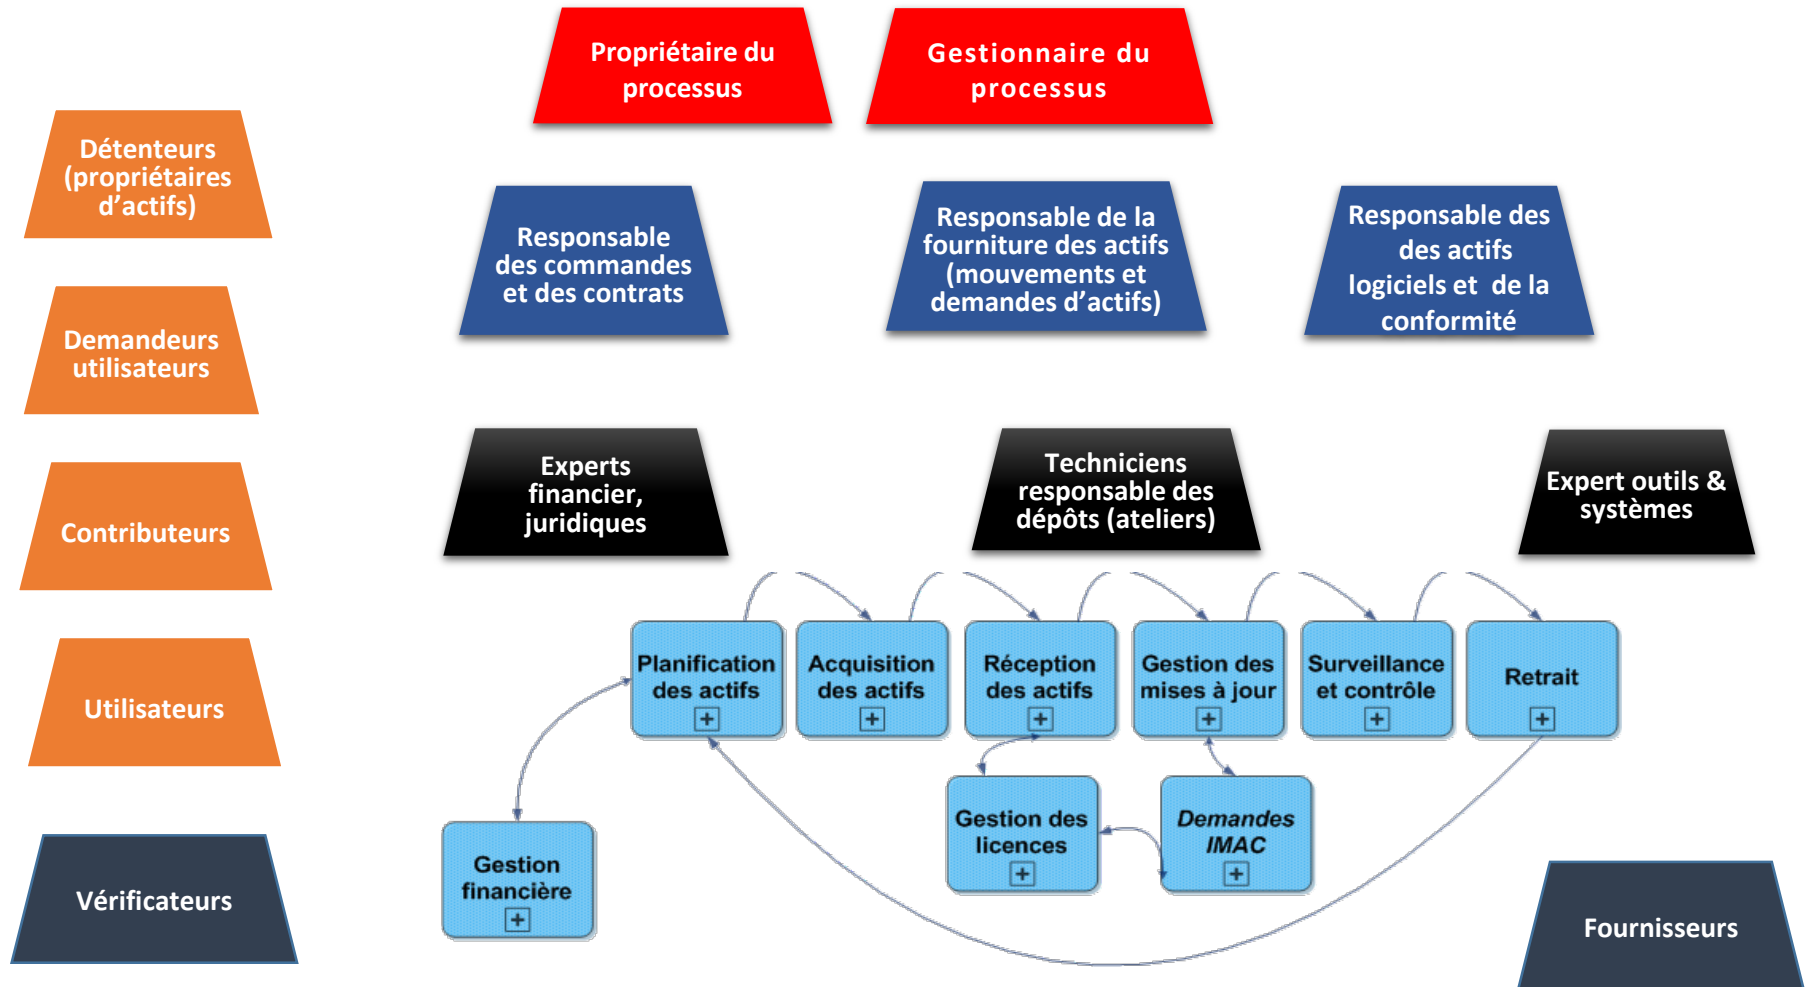 Propriétaire du
processus
Gestionnaire du
processus
Détenteurs
(propriétaires
d’actifs)
Responsable
des commandes
et des contrats
Responsable de la
fourniture des actifs
(mouvements et
demandes d’actifs)
Responsable des
des actifs
logiciels et de la
conformité
Demandeurs
utilisateurs
Experts
financier,
juridiques
Techniciens
responsable des
dépôts (ateliers)
Expert outils &
systèmes
Contributeurs
Planification
des actifs
Acquisition
des actifs
Réception
des actifs
Gestion des
mises à jour
Surveillance
et contrôle
Retrait
Utilisateurs
Gestion des
licences
Demandes
IMAC
Gestion
financière
Vérificateurs
Fournisseurs